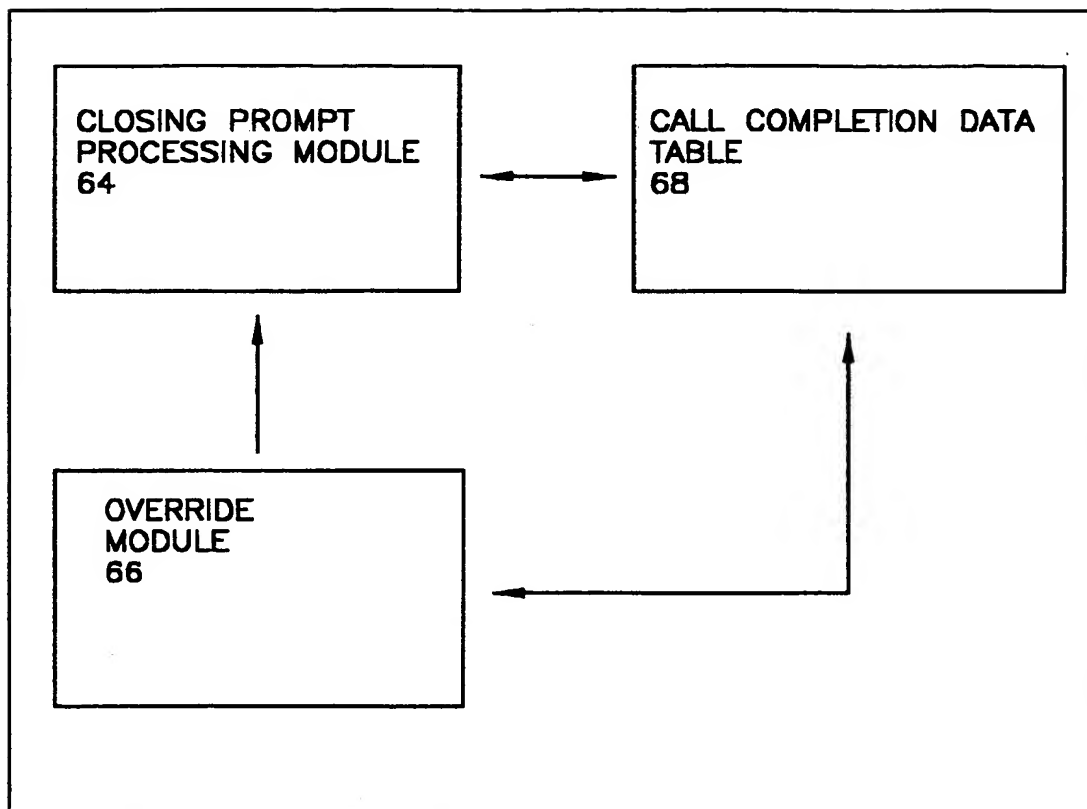 CLOSING PROMPT
PROCESSING MODULE
64
CALL COMPLETION DATA
TABLE
68
OVERRIDE
MODULE
66